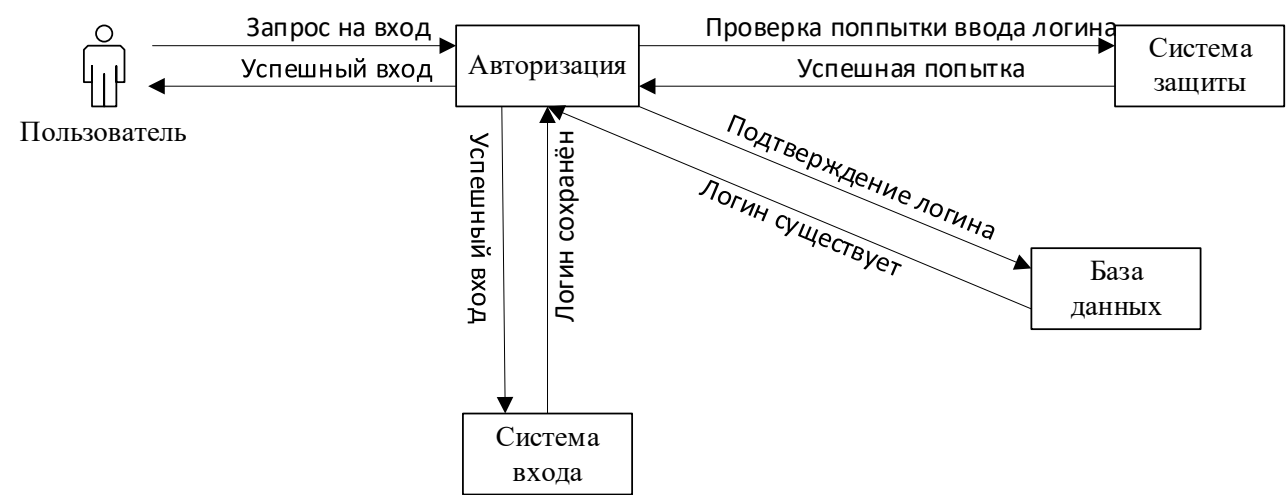 Запрос на вход
Успешный вход
Пользователь
Авторизация
Проверка поппытки ввода логина
Успешная попытка
Система
защиты
Подтверждение логина
Логин существует
База
данных
Успешный вход
Логин сохранён
Система
входа